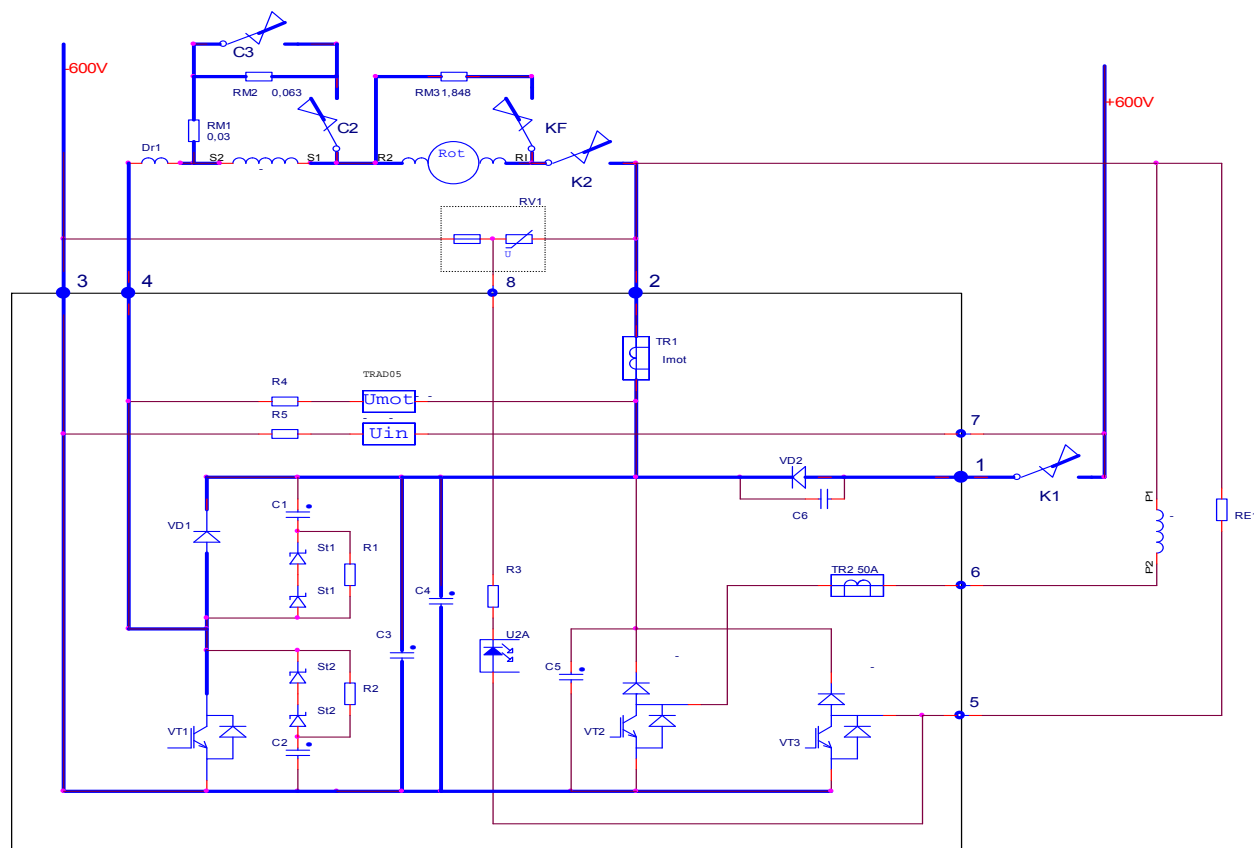 C3
-600V
RM2 0,063
RM31,848
+600V
RM1
0,03
C2
KF
Dr1
S2
S1
R2
Rot
R1
K2
-
RV1
U
3
4
8
2
TR1
Imot
TRAD05
R4
Umot
- -
R5
- -
Uin
7
VD2
1
K1
C6
C1
VD1
St1
R1
St1
P1
-
RE1
P2
TR2 50A
6
R3
C4
U2A
C3
C5
-
-
St2
R2
St2
5
VT1
VT2
VT3
C2